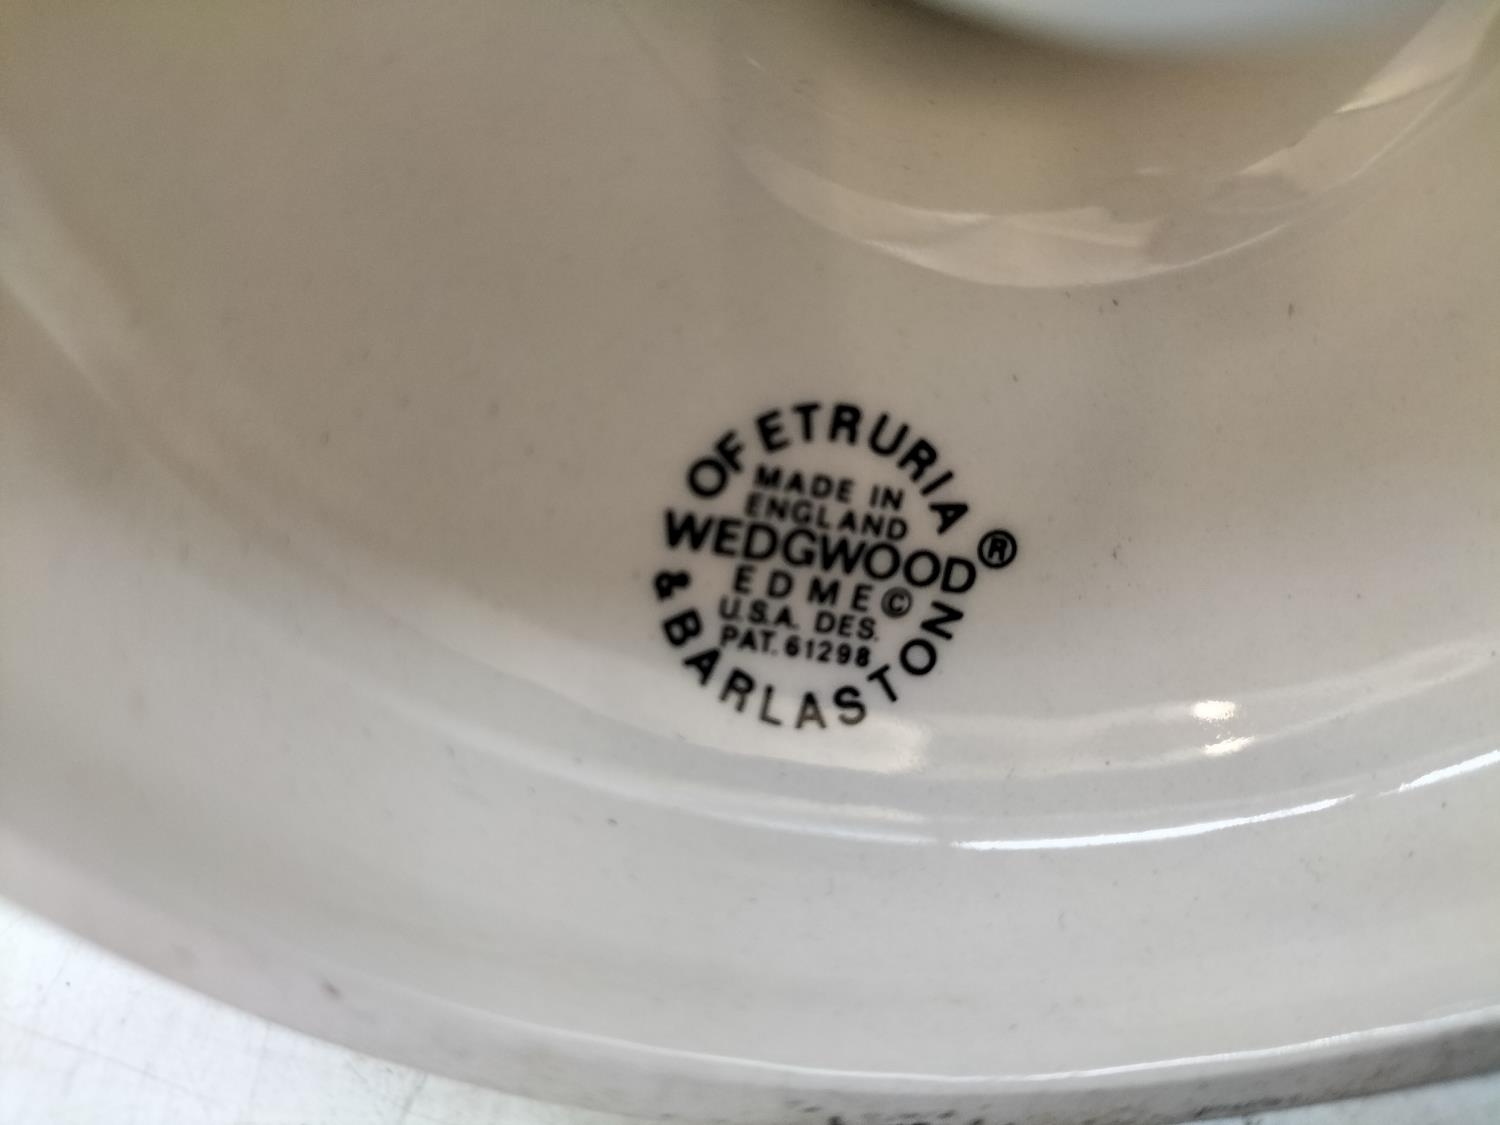 OF ETRURIA
MADE IN
ENGLAND
WEDGWOOD®
EDME©
U.S.A. DES.
PAT. 61298
& BARLASTON